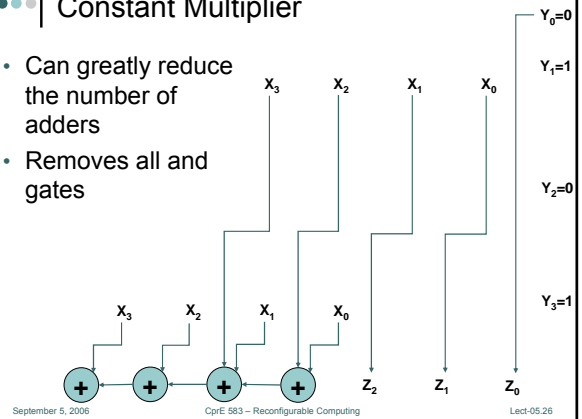 Constant Multiplier
• Can greatly reduce
the number of
adders
• Removes all and
gates
Y0=0
Y1=1
X3 X2 X1 X0
Y2=0
Y3=1
X3 X2 X1 X0
+ + + + Z2 Z1 Z0
September 5, 2006 CprE 583 – Reconfigurable Computing Lect-05.26